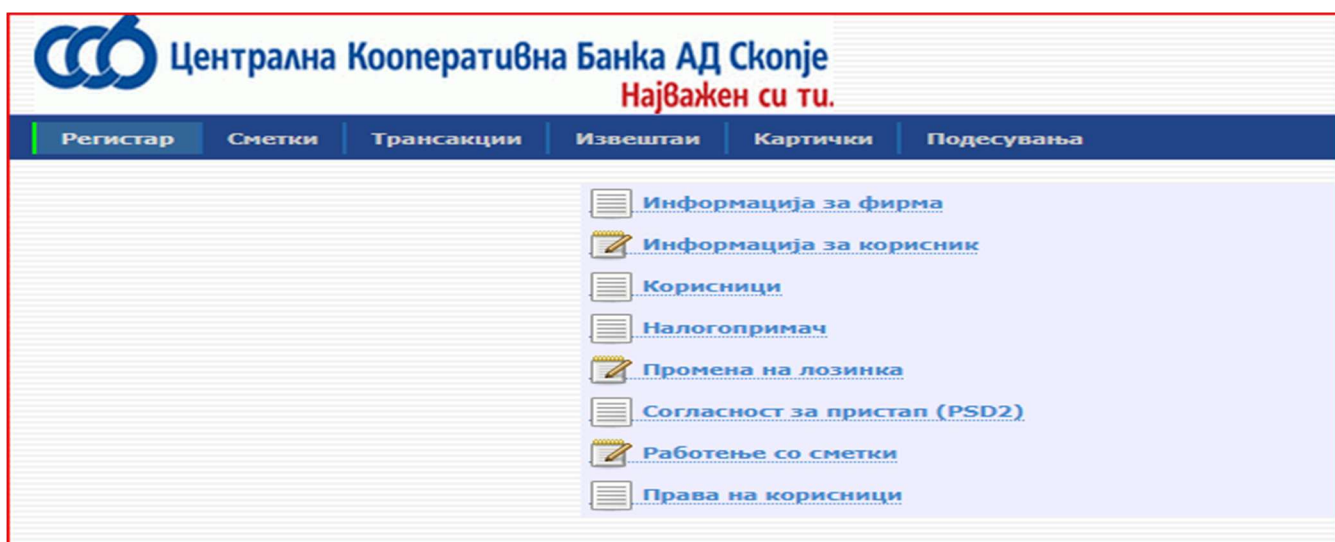 ССБ Централна Кооперативна Банка АД Скопје
Најважен си ти.
Регистар Сметки Трансакции Извештаи Картички Подесувања
Информација за фирма
Информација за корисник
Корисници
Налогопримач
Промена на лозинка
Согласност за пристап (PSD2)
Работење со сметки
Права на корисници